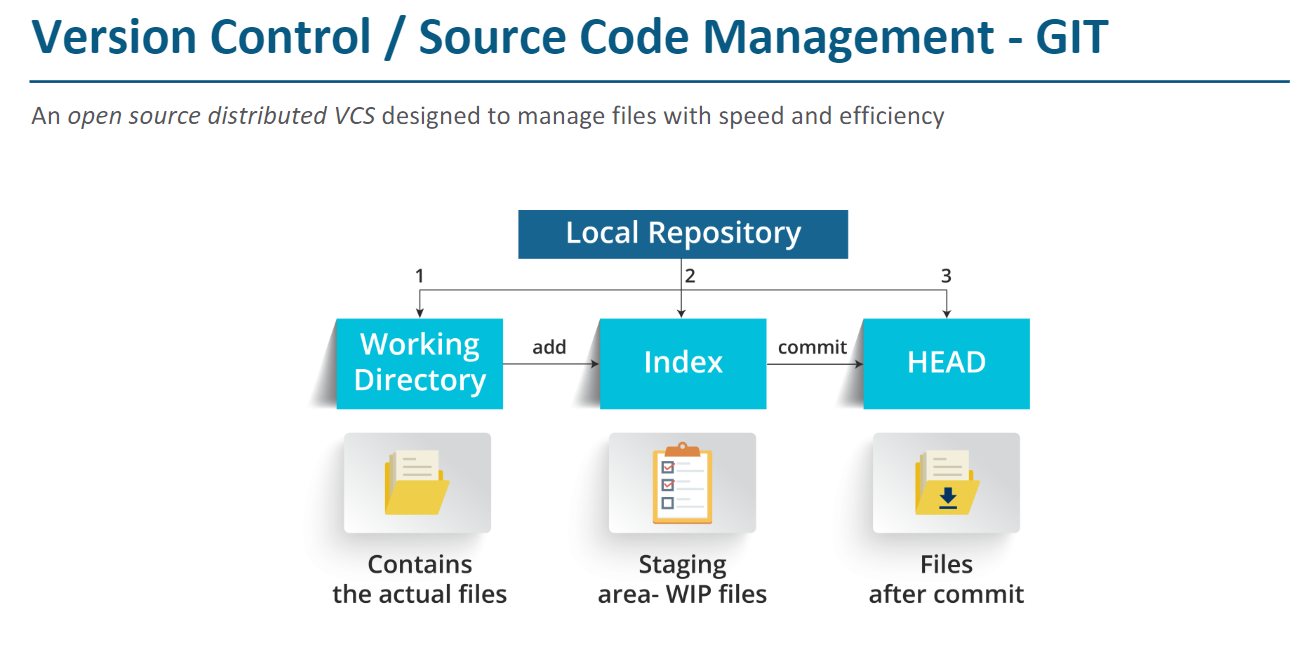 Version Control / Source Code Management - GIT
An open source distributed VCS designed to manage files with speed and efficiency
Local Repository
1
2
3
Working
Directory
add
Index
commit
HEAD
Contains
the actual files
Staging
area- WIP files
Files
after commit